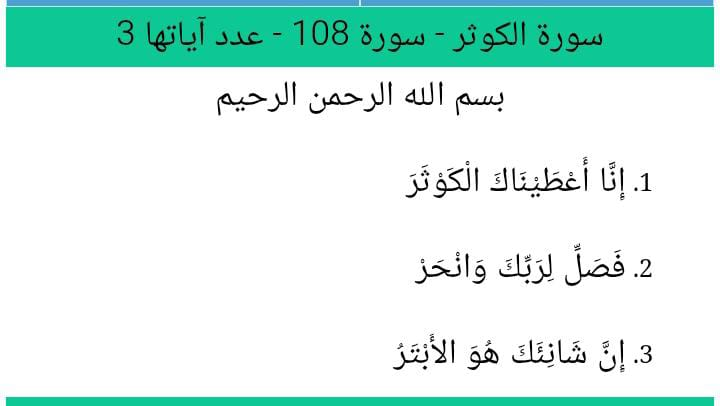 سورة الكوثر - سورة 108 - عدد آياتها 3
بسم الله الرحمن الرحيم
1. إِنَّا أَعْطَيْنَاكَ الْكَوْثَرَ
2. فَصَلِّ لِرَبِّكَ وَانْحَرْ
3. إِنَّ شَانِئَكَ هُوَ الأَبْتَرُ